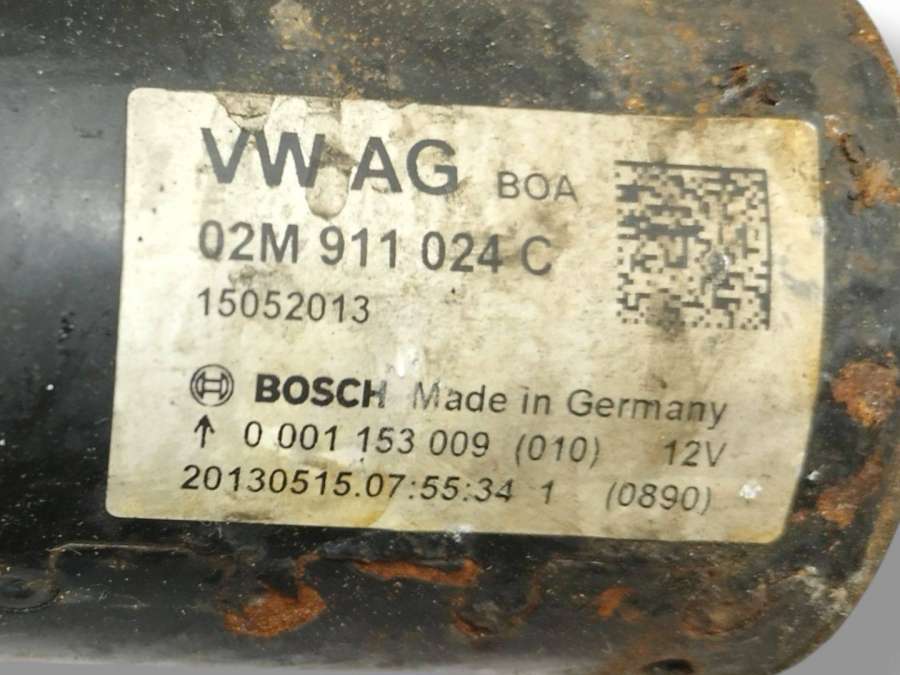 VW AG BOA
02M 911 024 C
15052013
BOSCH Made in Germany
↑ 0 001 153 009 (010) 12V
20130515.07:55:34 1 (0890)